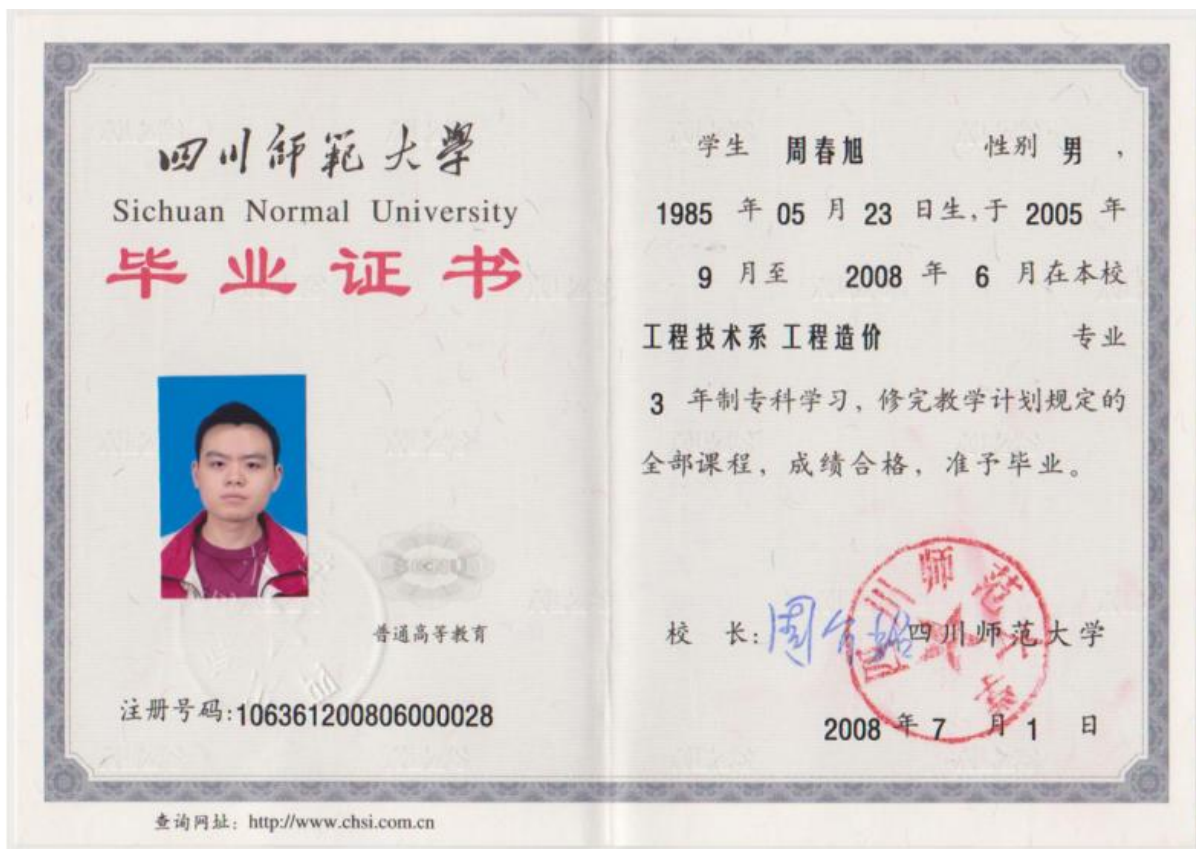 四川師範大學
Sichuan Normal University
毕业证书
普通高等教育
注册号码:106361200806000028
查询网址：http://www.chsi.com.cn
学生 周春旭 性别 男 ，
1985 年 05 月 23 日生,于 2005 年
9 月至 2008 年 6 月在本校
工程技术系 工程造价 专业
3 年制专科学习，修完教学计划规定的
全部课程，成绩合格，准予毕业。
校 长: 四川师范大学
四川师范大学
2008 年 7 月 1 日